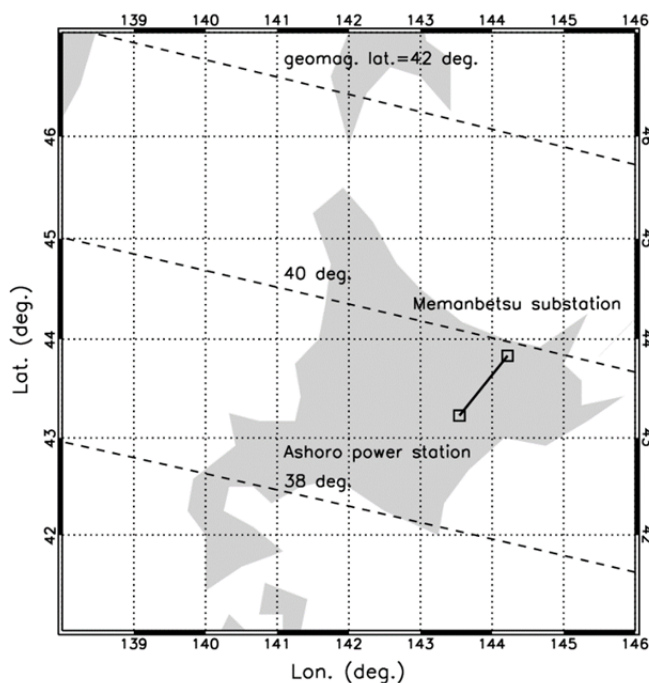 139 140 141 142 143 144 145 146
geomag. lat.=42 deg.
46 46
45 45
40 deg.
Memanbetsu substation
44 44
43 43
Ashoro power station
38 deg.
42 42
Lat. (deg.)
139 140 141 142 143 144 145 146
Lon. (deg.)